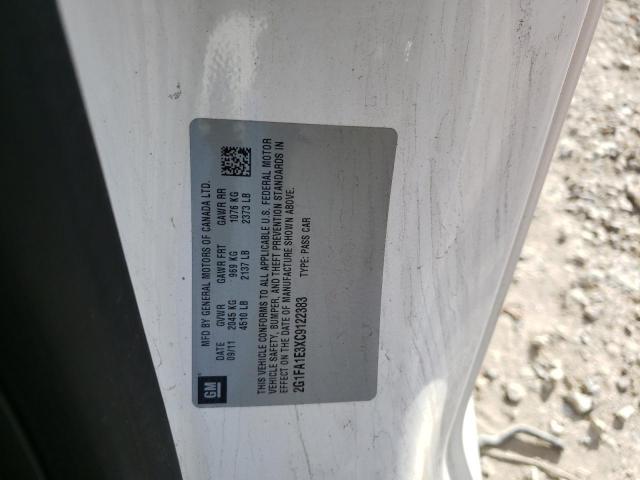 GM
MFD BY GENERAL MOTORS OF CANADA LTD.
DATE GVWR GAWR FRT GAWR RR
09/11 2045 KG 969 KG 1076 KG
4510 LB 2137 LB 2373 LB
THIS VEHICLE CONFORMS TO ALL APPLICABLE U.S. FEDERAL MOTOR
VEHICLE SAFETY, BUMPER, AND THEFT PREVENTION STANDARDS IN
EFFECT ON THE DATE OF MANUFACTURE SHOWN ABOVE.
2G1FA1E3XC9122383 TYPE: PASS CAR